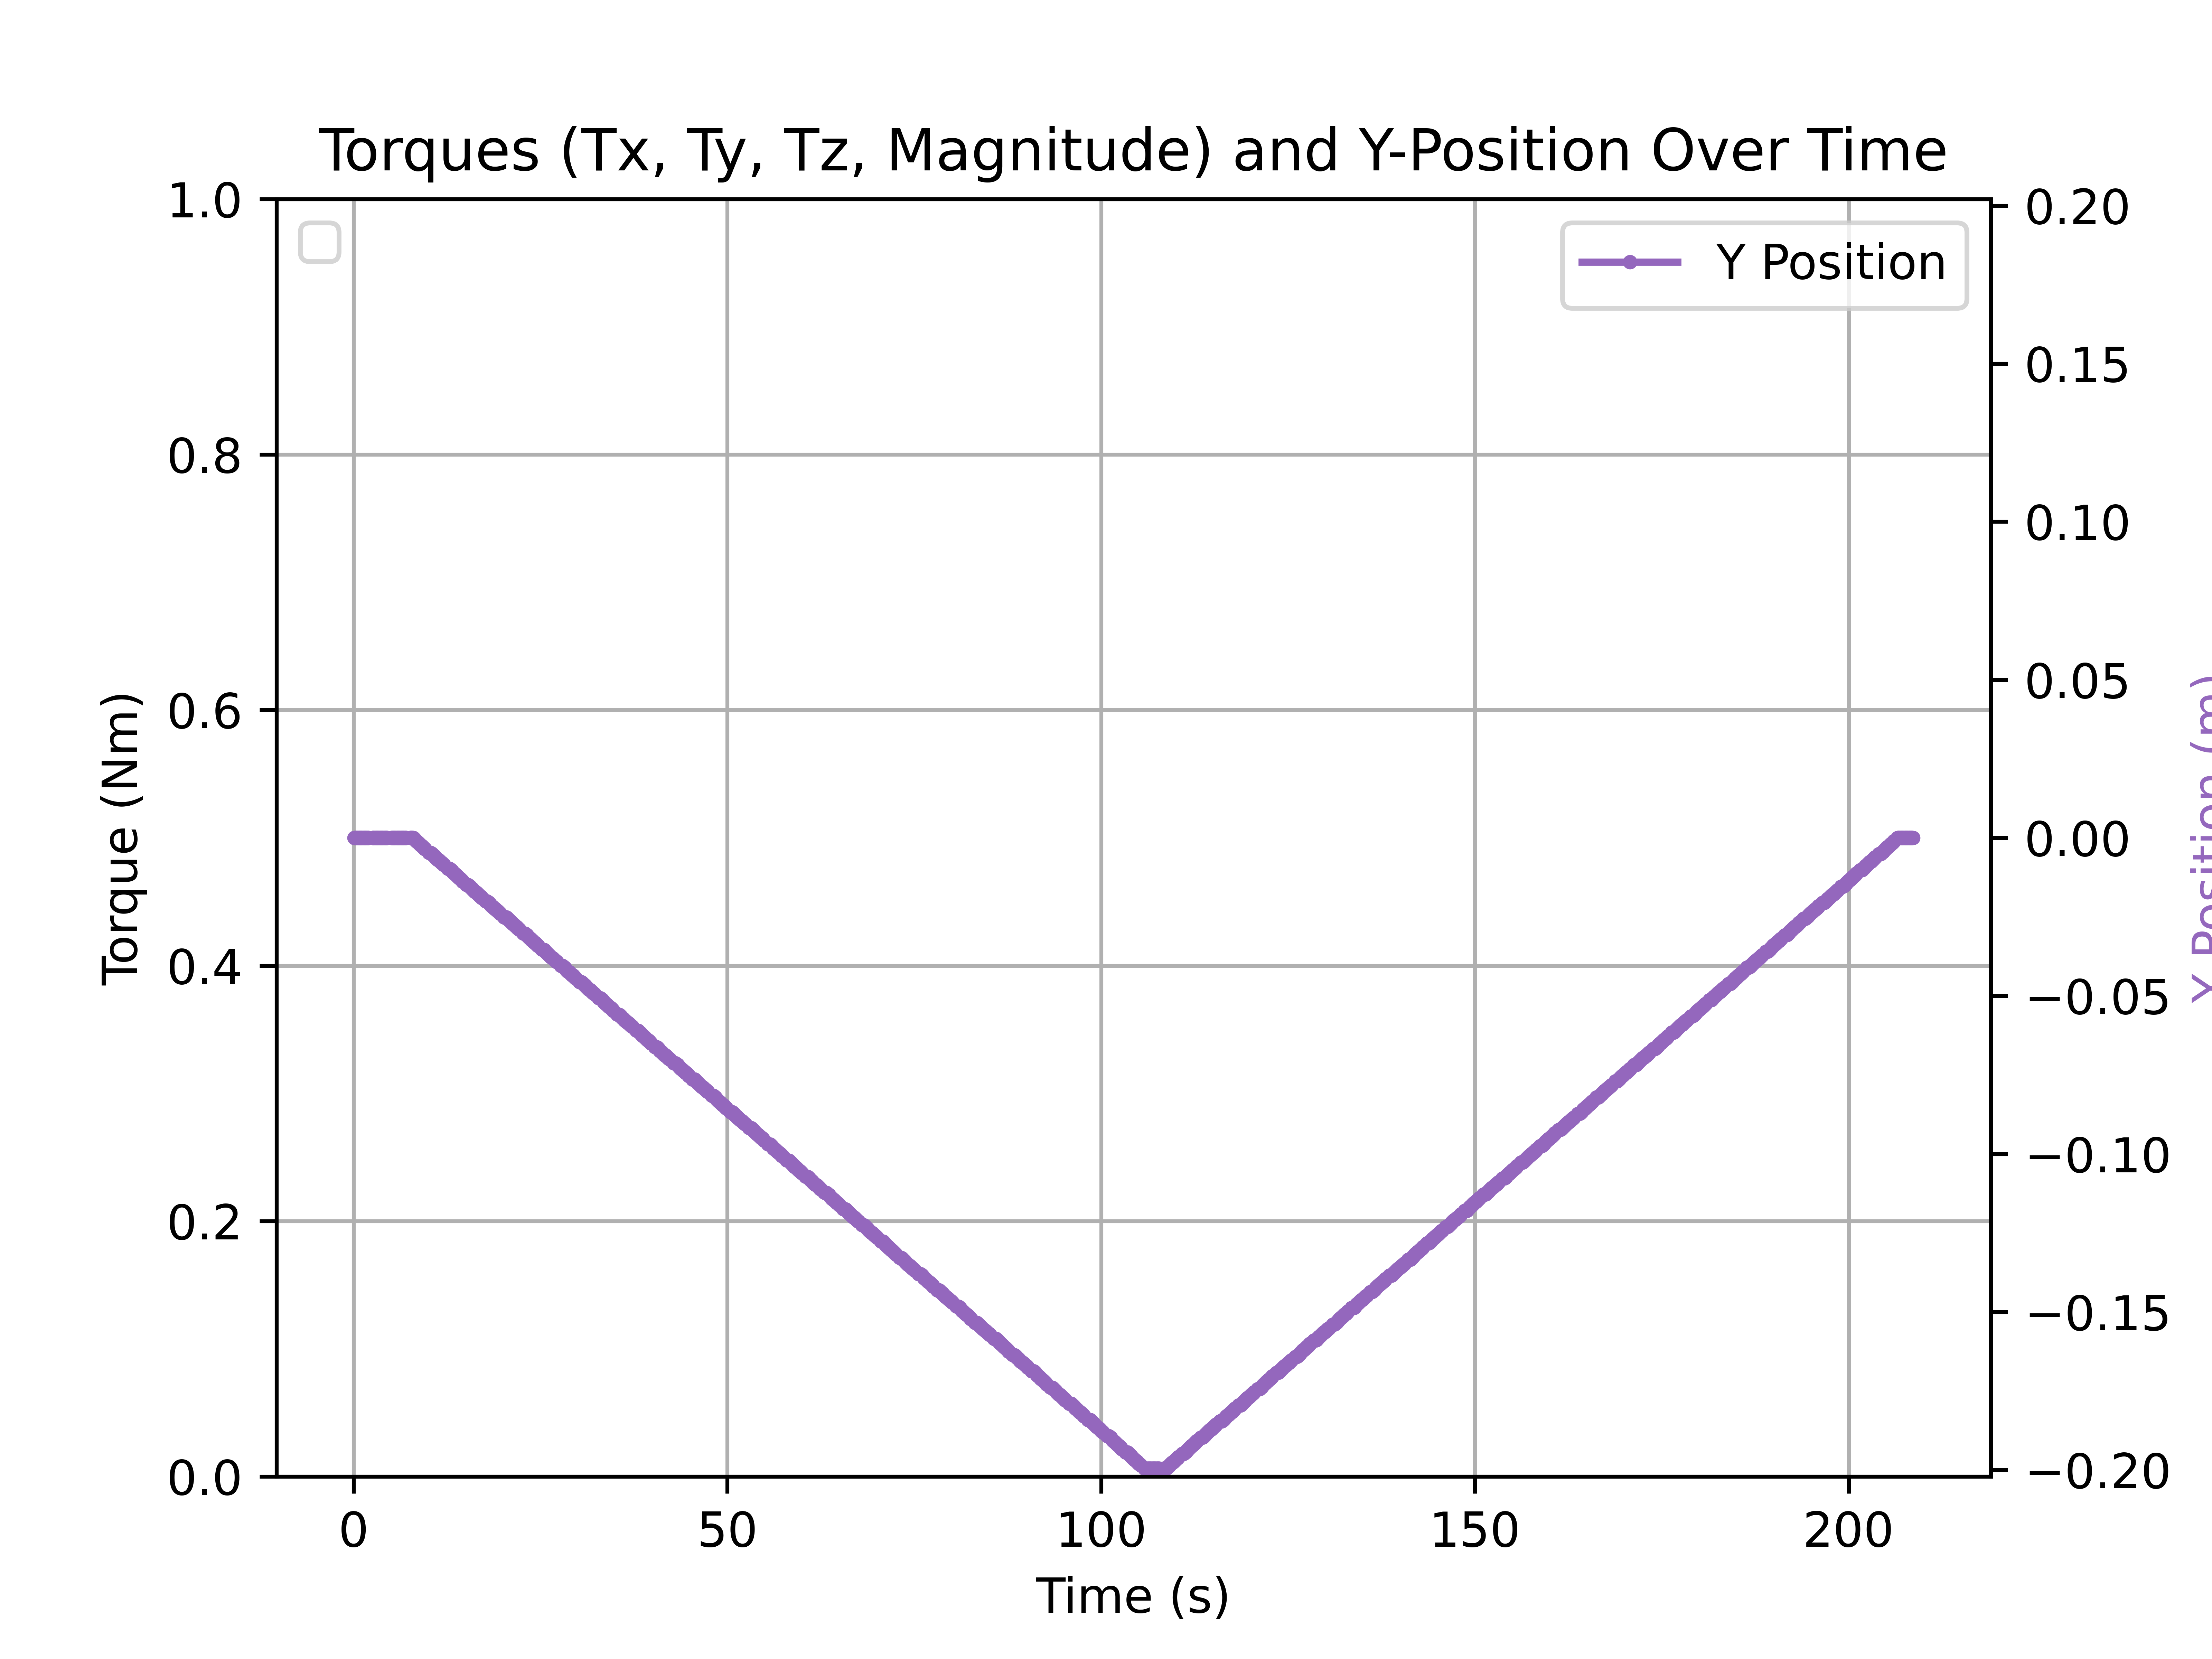 Torques (Tx, Ty, Tz, Magnitude) and Y-Position Over Time
Y Position
1.0
0.8
0.6
0.4
0.2
0.0
Torque (Nm)
0.20
0.15
0.10
0.05
0.00
−0.05
−0.10
−0.15
−0.20
Y Position (m)
0 50 100 150 200
Time (s)